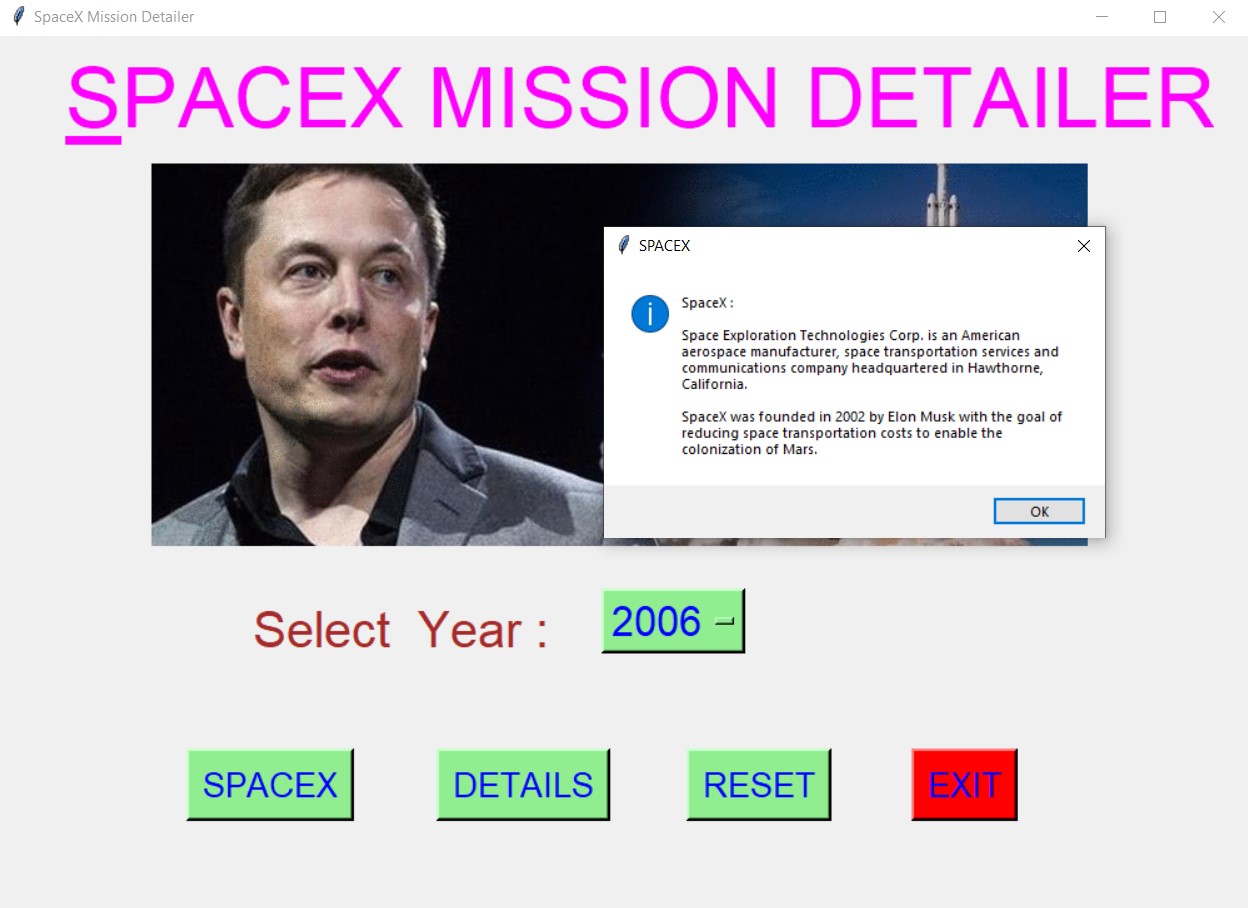 SpaceX Mission Detailer
SPACEX MISSION DETAILER
SPACEX
SpaceX :
Space Exploration Technologies Corp. is an American
aerospace manufacturer, space transportation services and
communications company headquartered in Hawthorne,
California.
SpaceX was founded in 2002 by Elon Musk with the goal of
reducing space transportation costs to enable the
colonization of Mars.
OK
Select Year :
2006
SPACEX
DETAILS
RESET
EXIT